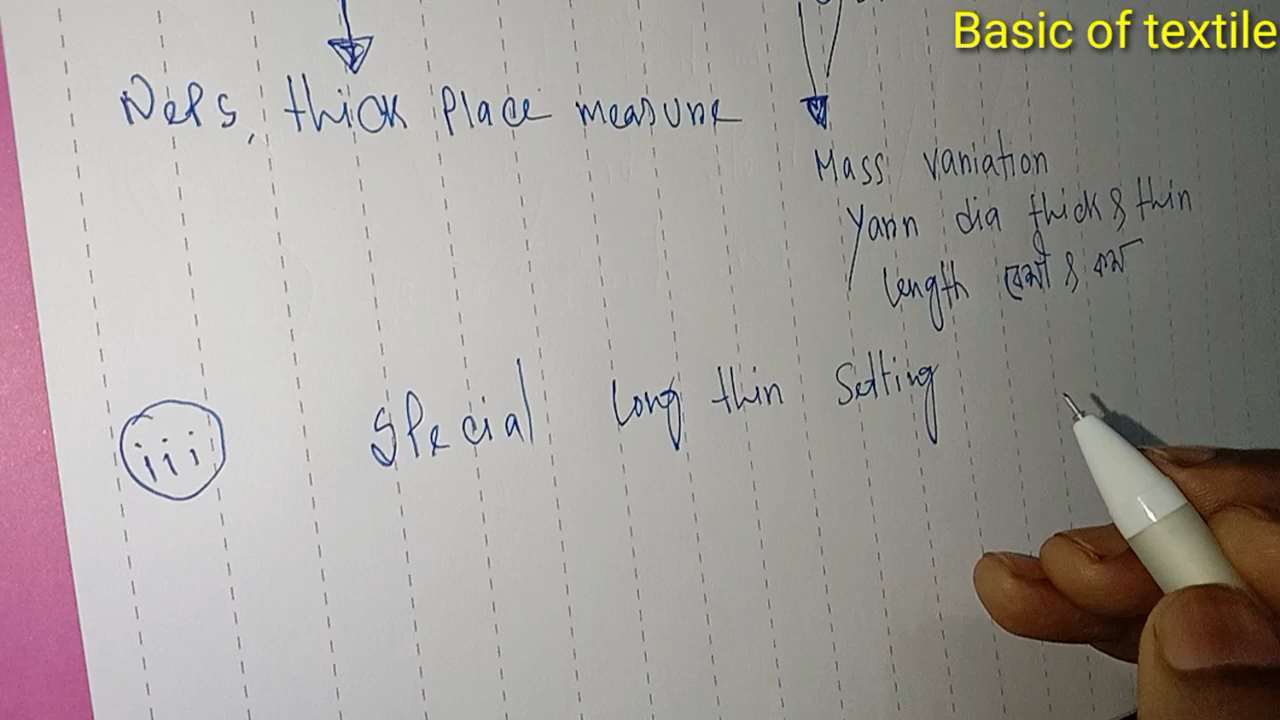 Basic of textile
Neps, thick place measure
Mass variation
Yarn dia thick & thin
length বেশী ও কম
iii Special long thin setting